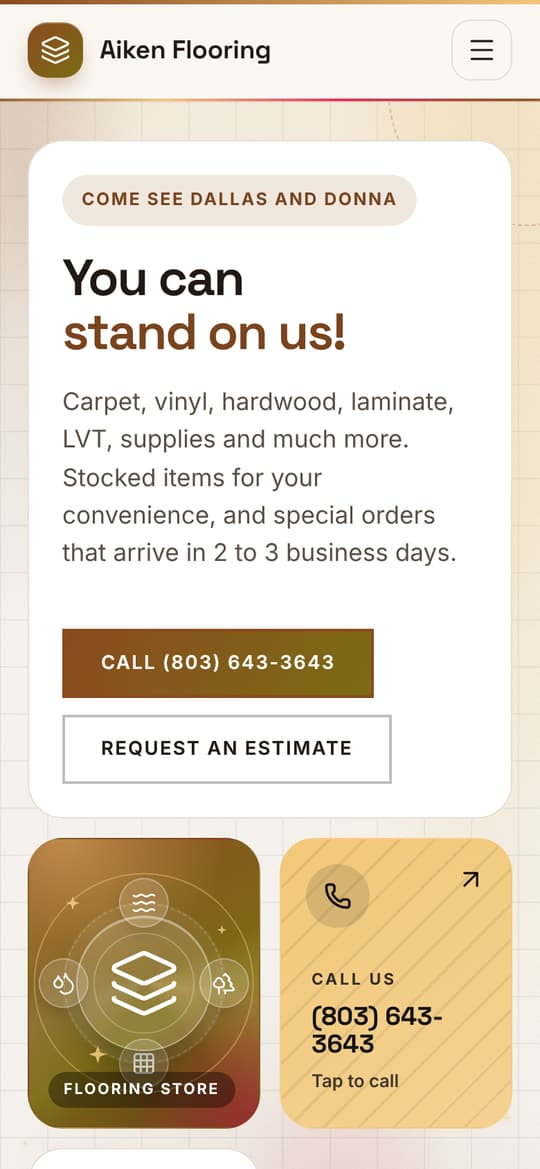 Aiken Flooring
COME SEE DALLAS AND DONNA
You can
stand on us!
Carpet, vinyl, hardwood, laminate,
LVT, supplies and much more.
Stocked items for your
convenience, and special orders
that arrive in 2 to 3 business days.
CALL (803) 643-3643
REQUEST AN ESTIMATE
FLOORING STORE
CALL US
(803) 643-
3643
Tap to call